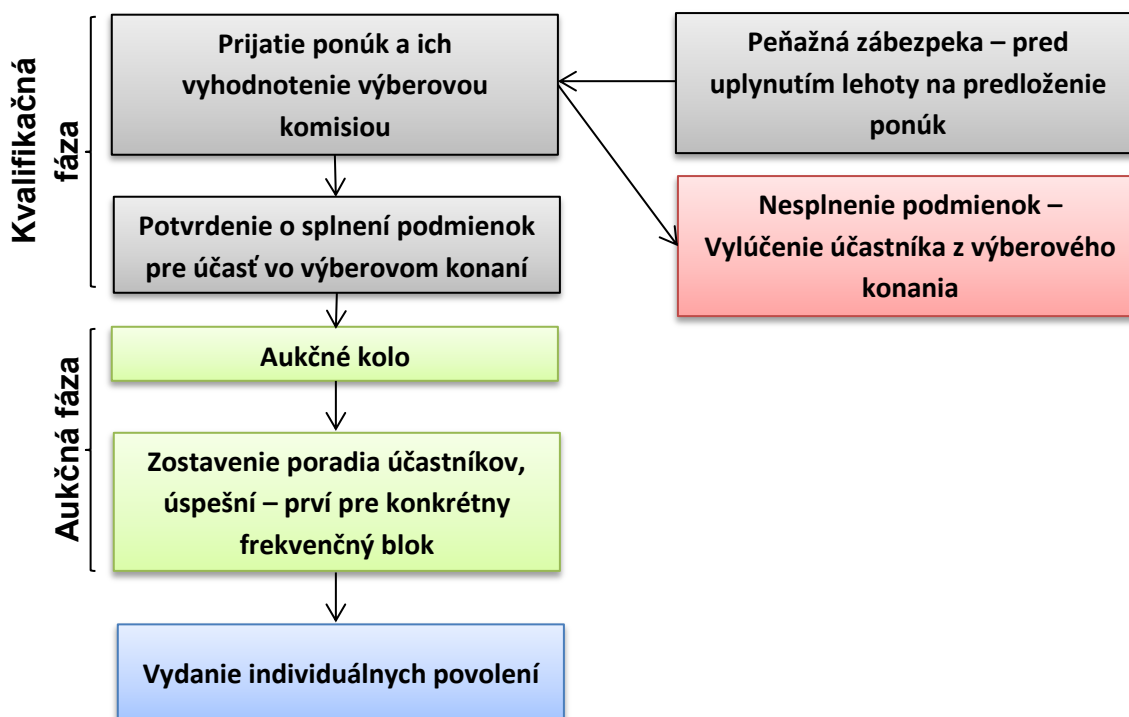 Kvalifikačná
fáza
Prijatie ponúk a ich
vyhodnotenie výberovou
komisiou
Peňažná zábezpeka – pred
uplynutím lehoty na predloženie
ponúk
Nesplnenie podmienok –
Vylúčenie účastníka z výberového
konania
Potvrdenie o splnení podmienok
pre účasť vo výberovom konaní
Aukčná fáza
Aukčné kolo
Zostavenie poradia účastníkov,
úspešní – prví pre konkrétny
frekvenčný blok
Vydanie individuálnych povolení